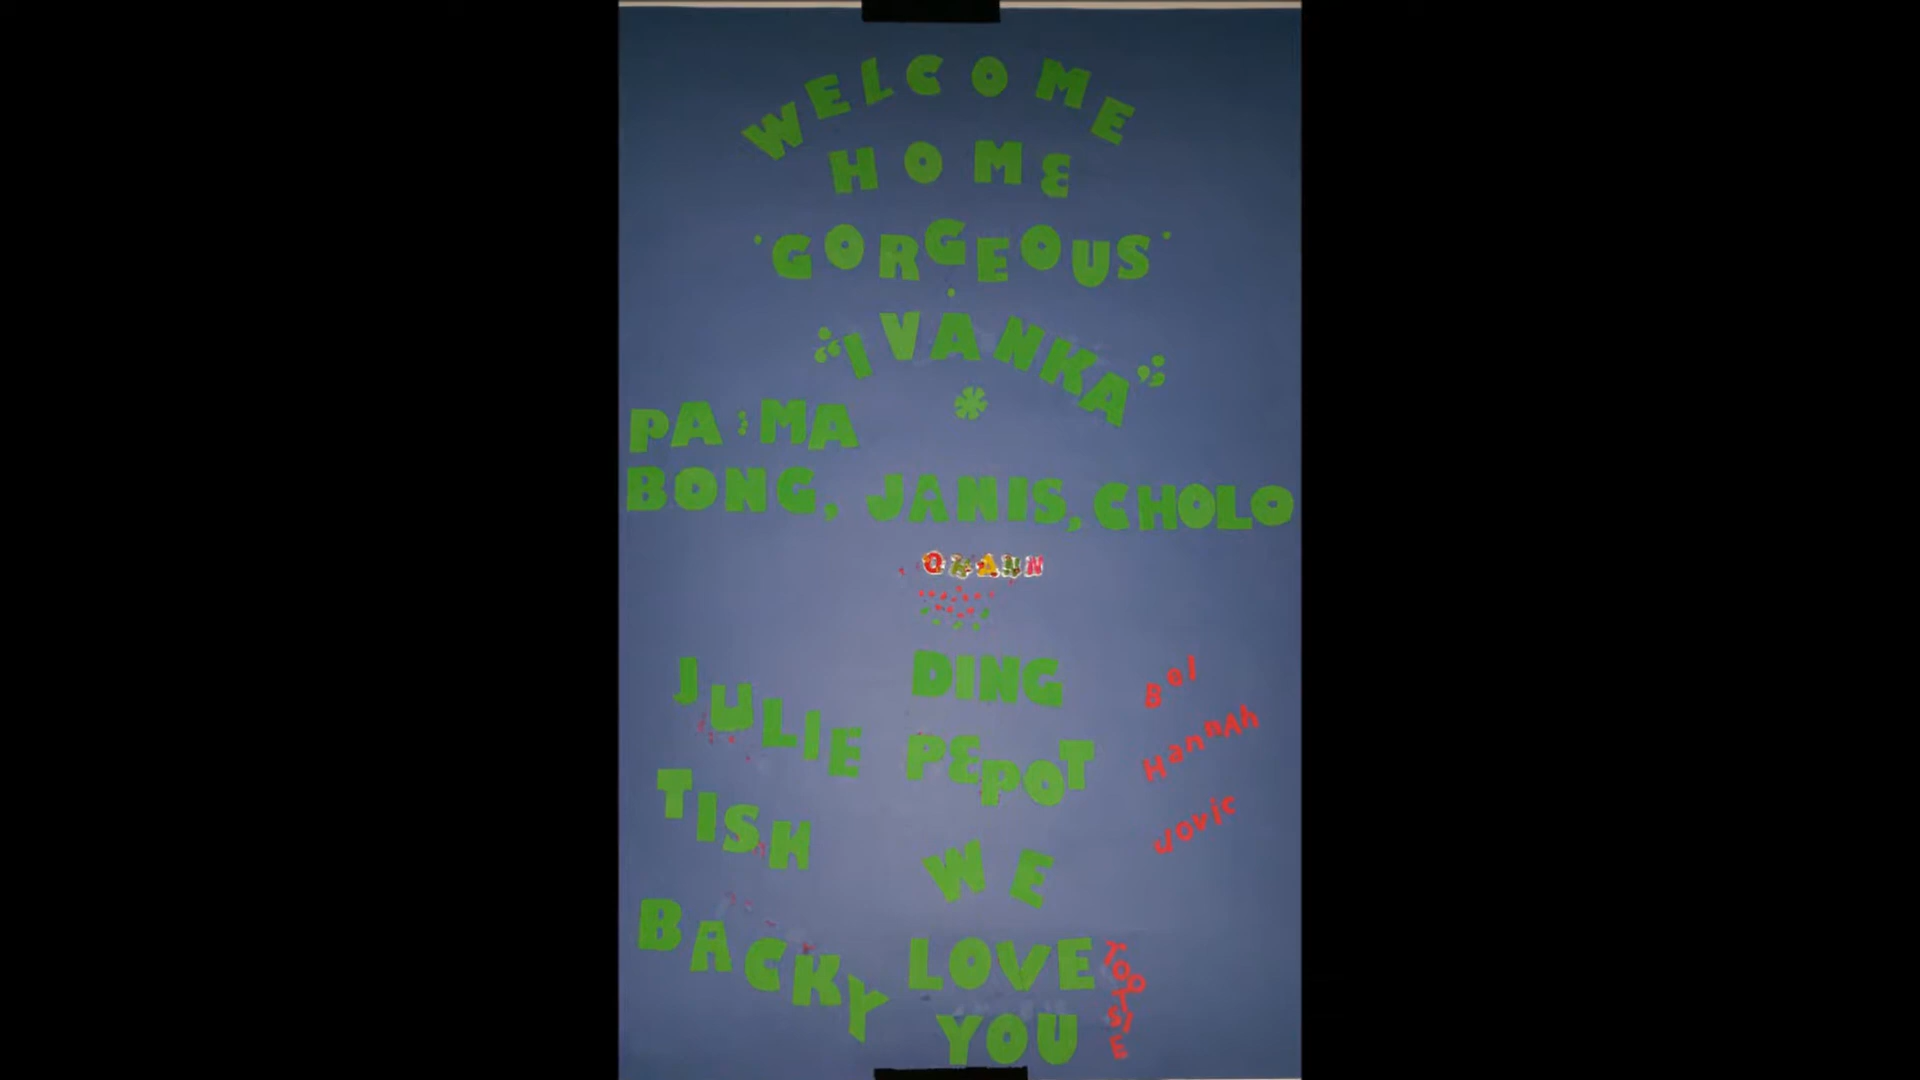 WELCOME
HOME
"GORGEOUS"
"IVANKA"
PA : MA
BONG, JANIS, CHOLO
DING
JULIE
PEPOT
TISH
WE
BACKY
LOVE
YOU
Bel
HannAh
Jovic
TOOTSIE